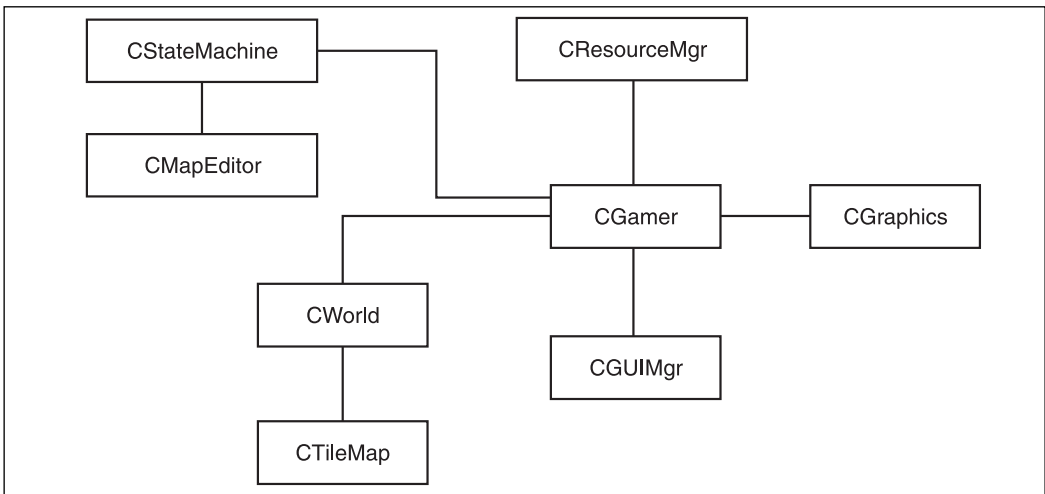 CStateMachine
CResourceMgr
CMapEditor
CGamer
CGraphics
CWorld
CGUIMgr
CTileMap